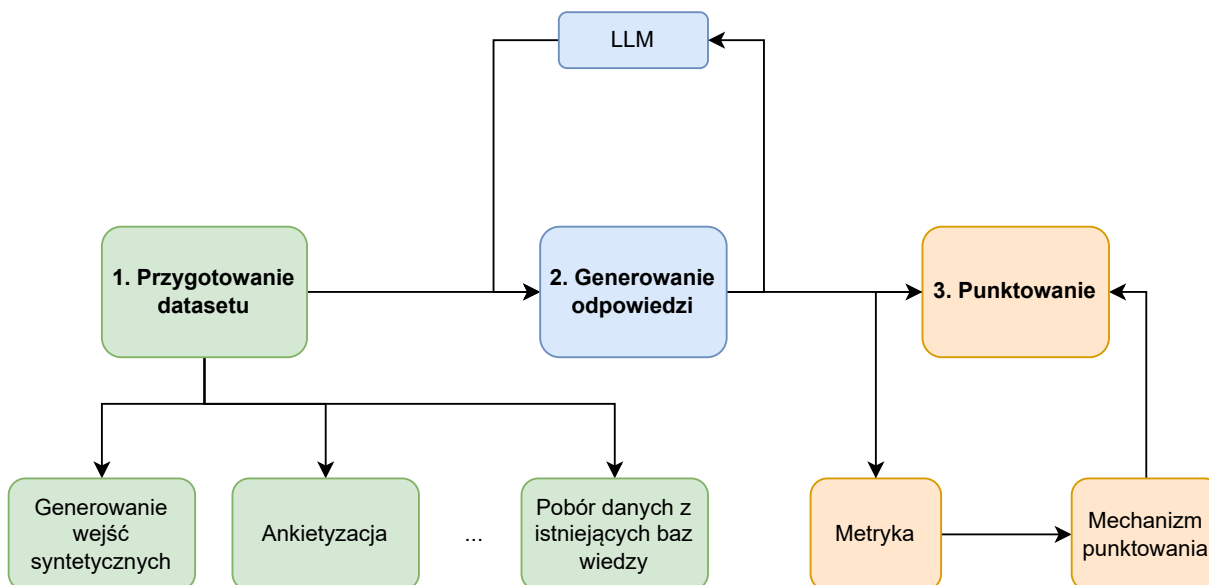 LLM
1. Przygotowanie
datasetu
2. Generowanie
odpowiedzi
3. Punktowanie
Generowanie
wejść
syntetycznych
Ankietyzacja
...
Pobór danych z
istniejących baz
wiedzy
Metryka
Mechanizm
punktowania